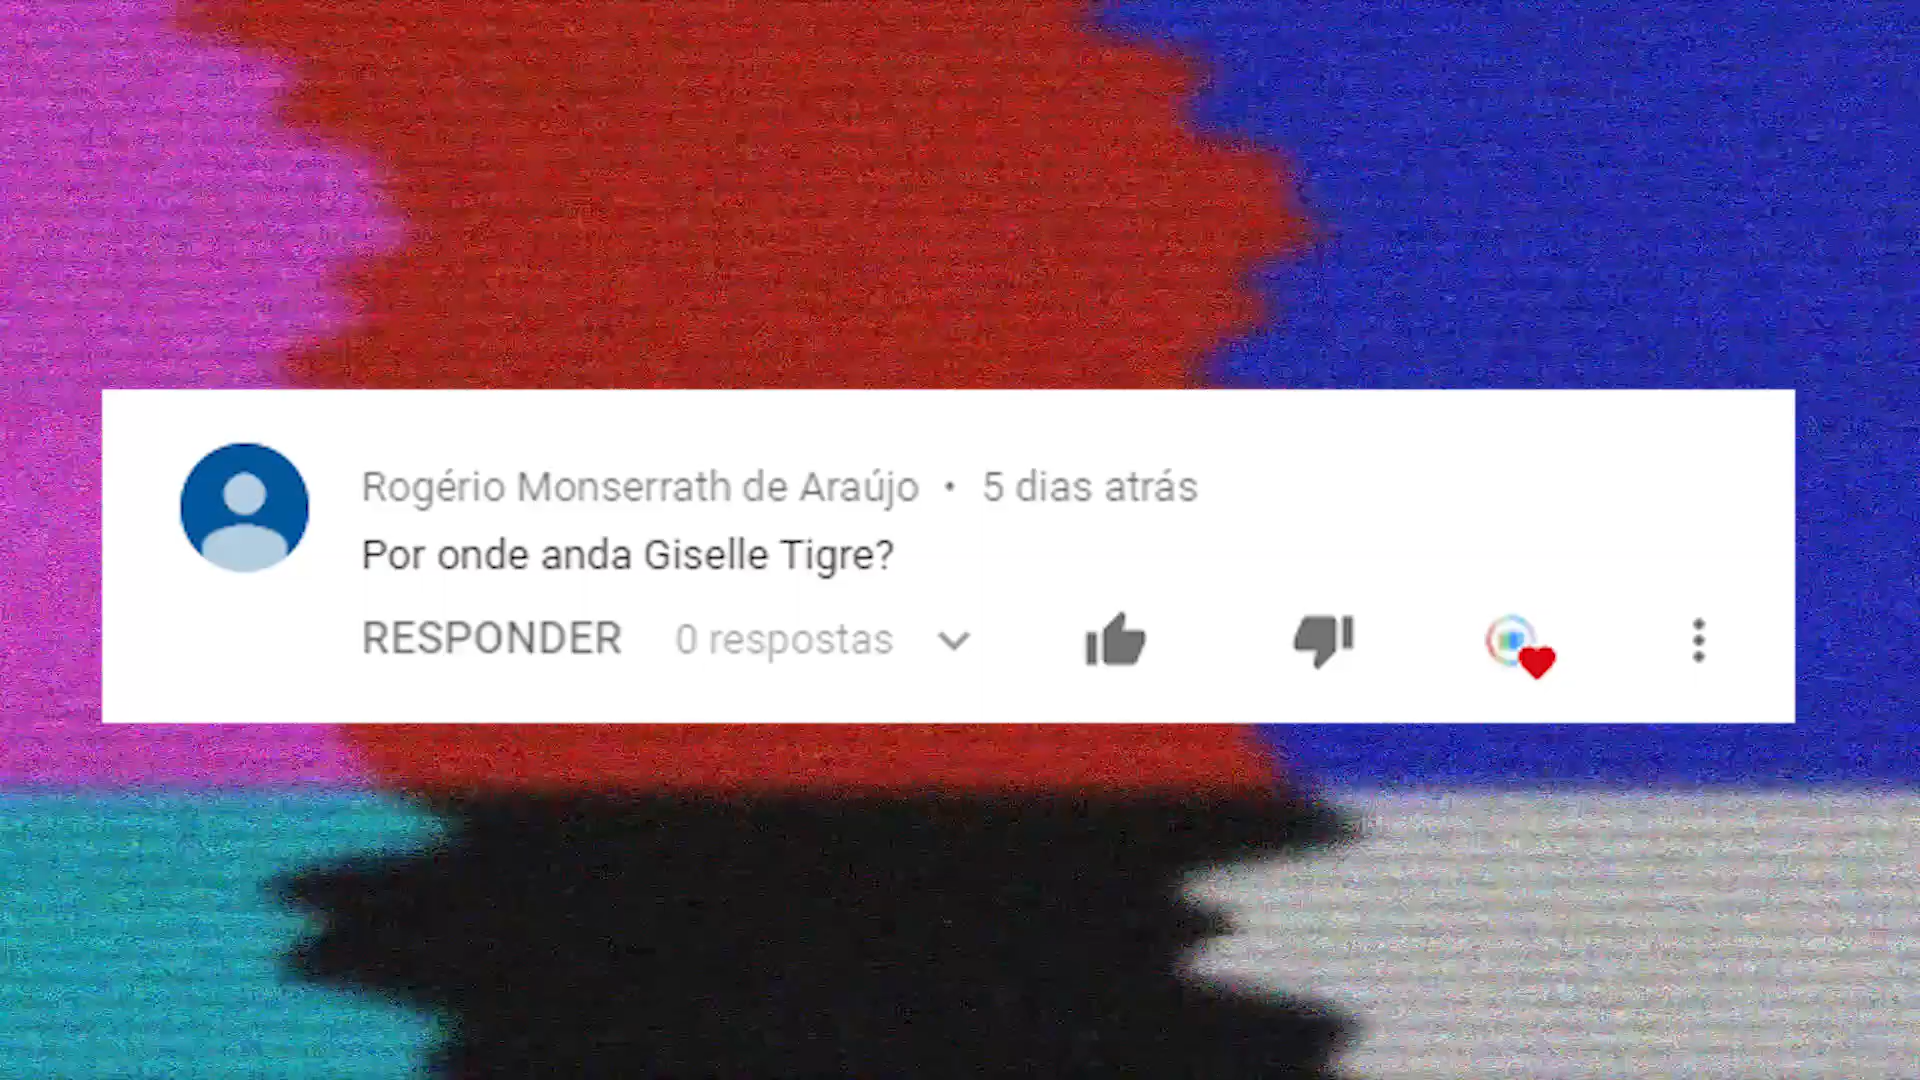 Rogério Monserrath de Araújo • 5 dias atrás
Por onde anda Giselle Tigre?
RESPONDER 0 respostas